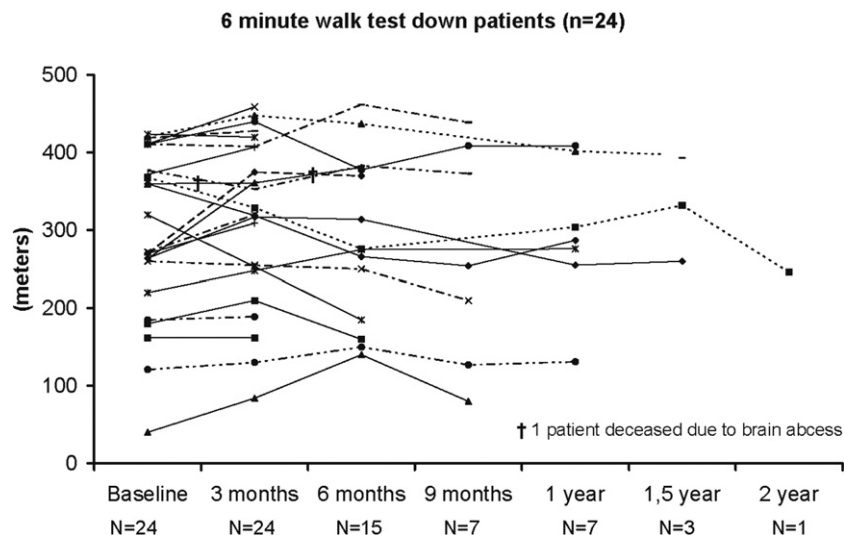 6 minute walk test down patients (n=24)
500
400
300
200
100
0
(meters)
† 1 patient deceased due to brain abcess
Baseline 3 months 6 months 9 months 1 year 1,5 year 2 year
N=24 N=24 N=15 N=7 N=7 N=3 N=1